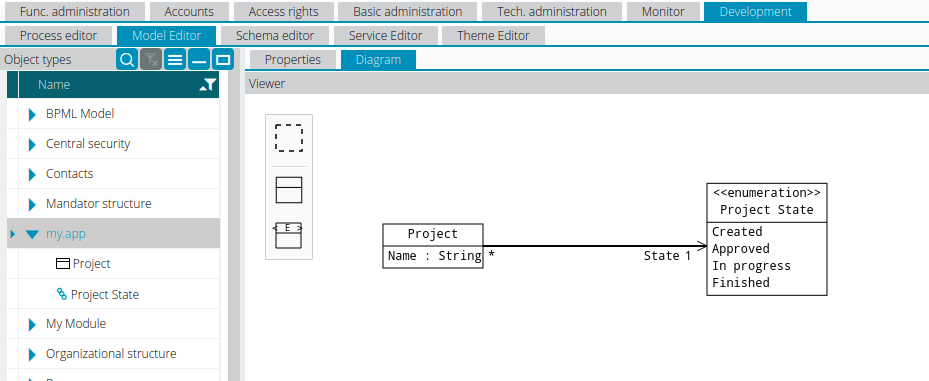 Func. administration Accounts Access rights Basic administration Tech. administration Monitor Development
Process editor Model Editor Schema editor Service Editor Theme Editor
Object types
Properties Diagram
Viewer
Name
BPML Model
Central security
Contacts
Mandator structure
my.app
Project
Project State
My Module
Organizational structure
< E >
Project
Name : String *
State 1
<<enumeration>>
Project State
Created
Approved
In progress
Finished